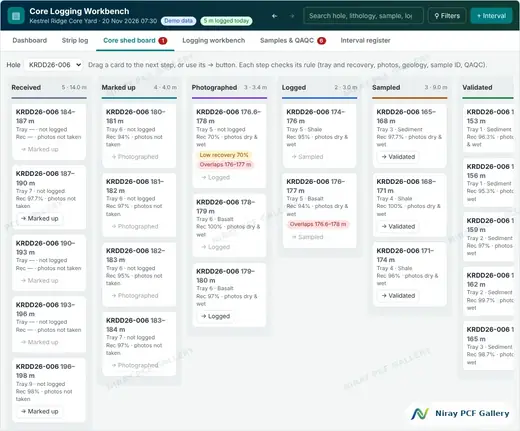 Core Logging Workbench
Kestrel Ridge Core Yard · 20 Nov 2026 07:30 Demo data 5 m logged today
← → Search hole, lithology, sample, log Filters + Interval
Dashboard Strip log Core shed board 1 Logging workbench Samples & QAQC 6 Interval register
Hole KRDD26-006 Drag a card to the next step, or use its → button. Each step checks its rule (tray and recovery, photos, geology, sample ID, QAQC).
Received 5 · 14.0 m
KRDD26-006 184–
187 m
Tray — · not logged
Rec — · photos not taken
→ Marked up
KRDD26-006 187–
190 m
Tray 7 · not logged
Rec 97.7% · photos not
taken
→ Marked up
KRDD26-006 190–
193 m
Tray — · not logged
Rec — · photos not taken
→ Marked up
KRDD26-006 193–
196 m
Tray — · not logged
Rec — · photos not taken
→ Marked up
KRDD26-006 196–
198 m
Tray 9 · not logged
Rec 98% · photos not
taken
→ Marked up
Marked up 4 · 4.0 m
KRDD26-006 180–
181 m
Tray 6 · not logged
Rec 94% · photos not
taken
→ Photographed
KRDD26-006 181–
182 m
Tray 6 · not logged
Rec 97% · photos not
taken
→ Photographed
KRDD26-006 182–
183 m
Tray 6 · not logged
Rec 95% · photos not
taken
→ Photographed
KRDD26-006 183–
184 m
Tray 6 · not logged
Rec 97% · photos not
taken
→ Photographed
Photographed 3 · 3.4 m
KRDD26-006 176.6–
178 m
Tray 5 · not logged
Rec 70% · photos dry &
wet
Low recovery 70%
Overlaps 176–177 m
→ Logged
KRDD26-006 178–
179 m
Tray 6 · Basalt
Rec 100% · photos dry &
wet
→ Logged
KRDD26-006 179–
180 m
Tray 6 · Basalt
Rec 97% · photos dry &
wet
→ Logged
Logged 2 · 3.0 m
KRDD26-006 174–
176 m
Tray 5 · Shale
Rec 95% · photos dry &
wet
→ Sampled
KRDD26-006 176–
177 m
Tray 5 · Basalt
Rec 94% · photos dry &
wet
Overlaps 176.6–178 m
→ Sampled
Sampled 3 · 9.0 m
KRDD26-006 165–
168 m
Tray 3 · Sediment
Rec 97.7% · photos dry &
wet
→ Validated
KRDD26-006 168–
171 m
Tray 4 · Shale
Rec 100% · photos dry &
wet
→ Validated
KRDD26-006 171–
174 m
Tray 4 · Shale
Rec 96% · photos dry &
wet
→ Validated
Validated
KRDD26-006 1
153 m
Tray 1 · Sediment
Rec 96.3% ·
& wet
KRDD26-006 1
156 m
Tray 1 · Sediment
Rec 95.3%
wet
KRDD26-006 1
159 m
Tray 2 · Sediment
Rec 97% ·
wet
KRDD26-006 1
162 m
Tray 2 · Sediment
Rec 99.7%
wet
KRDD26-006 1
165 m
Tray 3 · Sediment
Rec 98.7%
wet
NIRAY PCF GALLERY
Niray PCF Gallery